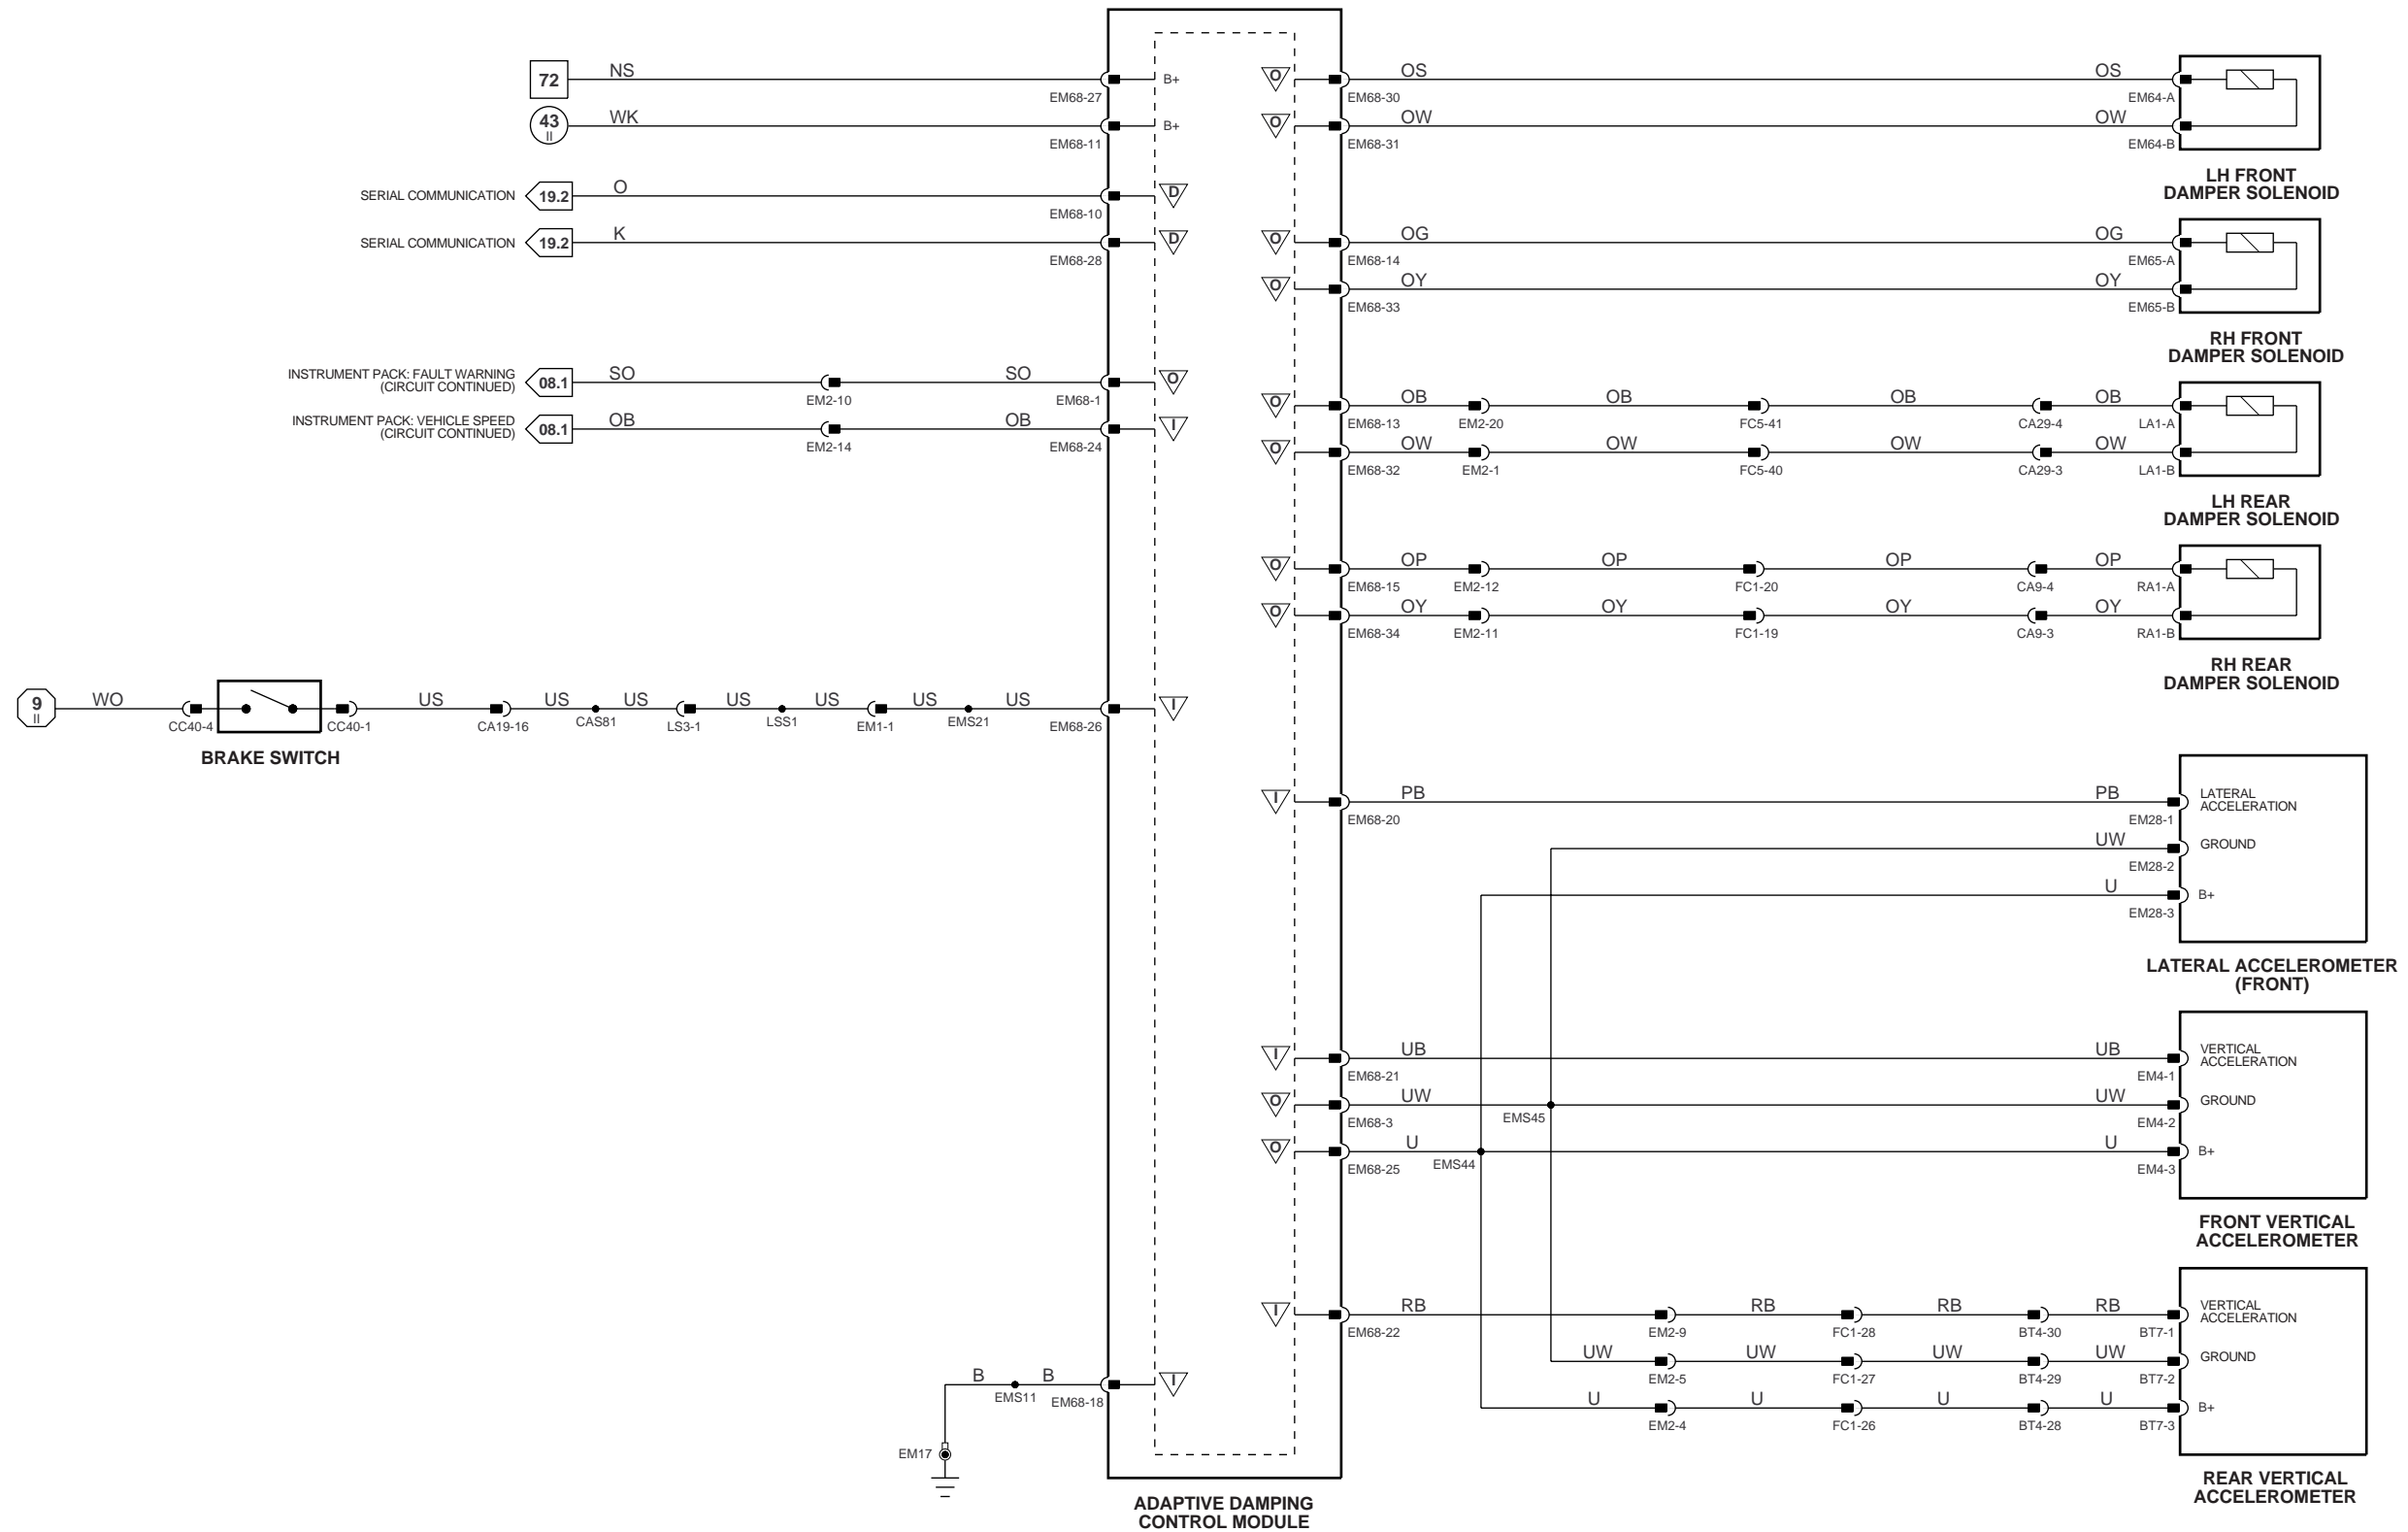 72
NS
EM68-27
B+
43
II
WK
EM68-11
B+
SERIAL COMMUNICATION
19.2
O
EM68-10
D
SERIAL COMMUNICATION
19.2
K
EM68-28
D
INSTRUMENT PACK: FAULT WARNING
(CIRCUIT CONTINUED)
08.1
SO
EM2-10
SO
EM68-1
O
INSTRUMENT PACK: VEHICLE SPEED
(CIRCUIT CONTINUED)
08.1
OB
EM2-14
OB
EM68-24
I
9
II
WO
CC40-4
BRAKE SWITCH
CC40-1
US
CA19-16
US
CAS81
US
LS3-1
US
LSS1
US
EM1-1
US
EMS21
US
EM68-26
I
B
EMS11
B
EM68-18
I
EM17
ADAPTIVE DAMPING
CONTROL MODULE
O
EM68-30
OS
OS
EM64-A
O
EM68-31
OW
OW
EM64-B
LH FRONT
DAMPER SOLENOID
O
EM68-14
OG
OG
EM65-A
O
EM68-33
OY
OY
EM65-B
RH FRONT
DAMPER SOLENOID
O
EM68-13
OB
EM2-20
OB
FC5-41
OB
CA29-4
OB
LA1-A
O
EM68-32
OW
EM2-1
OW
FC5-40
OW
CA29-3
OW
LA1-B
LH REAR
DAMPER SOLENOID
O
EM68-15
OP
EM2-12
OP
FC1-20
OP
CA9-4
OP
RA1-A
O
EM68-34
OY
EM2-11
OY
FC1-19
OY
CA9-3
OY
RA1-B
RH REAR
DAMPER SOLENOID
I
EM68-20
PB
PB
EM28-1
LATERAL
ACCELERATION
UW
EM28-2
GROUND
U
EM28-3
B+
LATERAL ACCELEROMETER
(FRONT)
I
EM68-21
UB
UB
EM4-1
VERTICAL
ACCELERATION
O
EM68-3
UW
EMS45
UW
EM4-2
GROUND
O
EM68-25
U
EMS44
U
EM4-3
B+
FRONT VERTICAL
ACCELEROMETER
I
EM68-22
RB
EM2-9
RB
FC1-28
RB
BT4-30
RB
BT7-1
VERTICAL
ACCELERATION
UW
EM2-5
UW
FC1-27
UW
BT4-29
UW
BT7-2
GROUND
U
EM2-4
U
FC1-26
U
BT4-28
U
BT7-3
B+
REAR VERTICAL
ACCELEROMETER